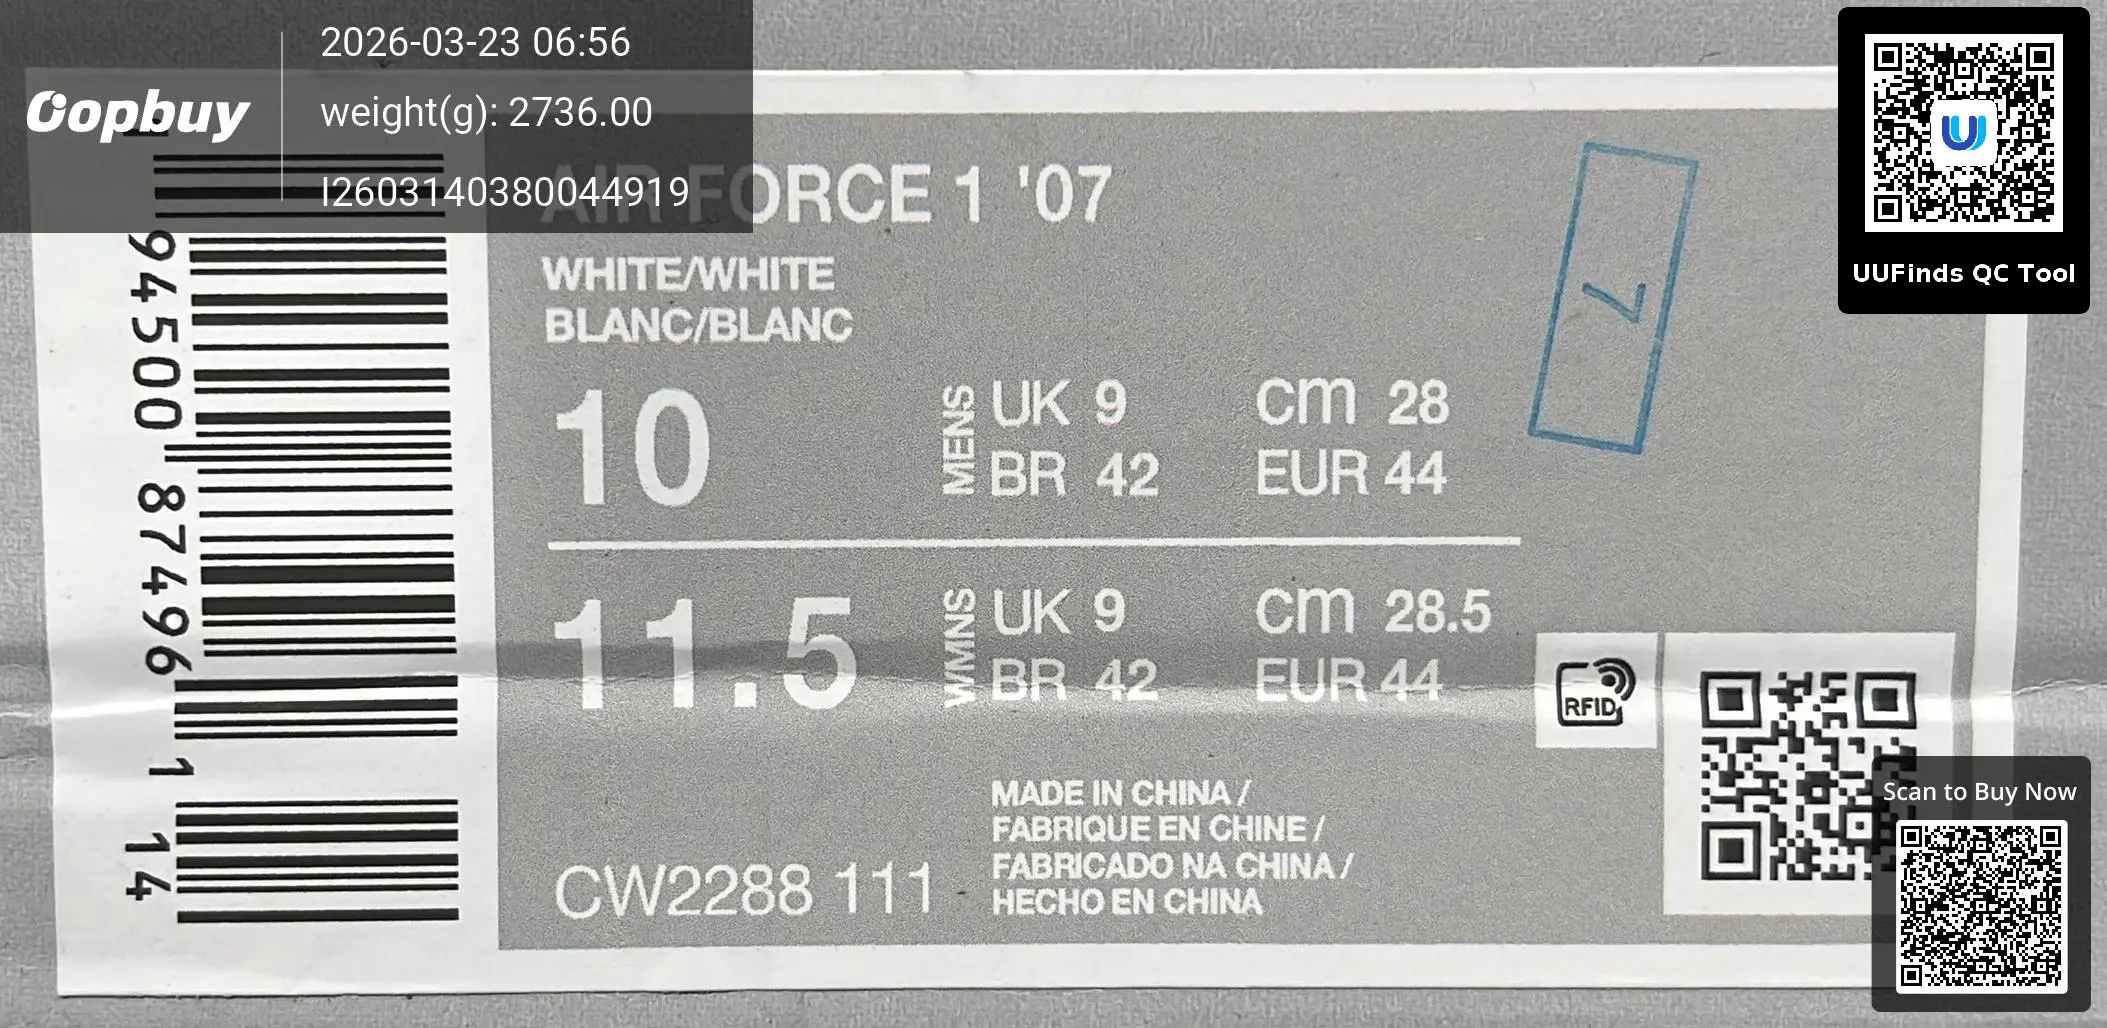 Oopbuy
2026-03-23 06:56
weight(g): 2736.00
I2603140380044919
UUFinds QC Tool
AIR FORCE 1 '07
WHITE/WHITE
BLANC/BLANC
10
MENS
UK 9
cm 28
BR 42
EUR 44
11.5
WMNS
UK 9
cm 28.5
BR 42
EUR 44
7
RFID
MADE IN CHINA /
FABRIQUE EN CHINE /
FABRICADO NA CHINA /
HECHO EN CHINA
CW2288 111
94500 87496 1
14
Scan to Buy Now